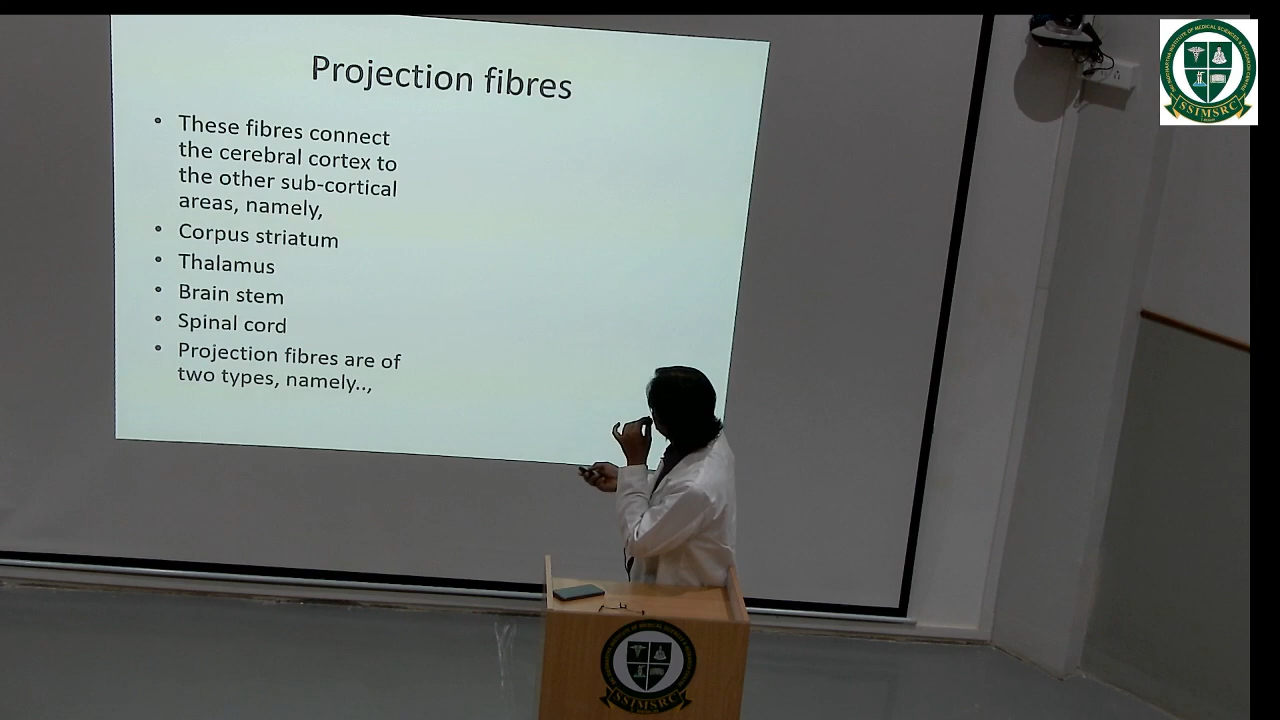 Projection fibres
• These fibres connect
the cerebral cortex to
the other sub-cortical
areas, namely,
• Corpus striatum
• Thalamus
• Brain stem
• Spinal cord
• Projection fibres are of
two types, namely..,
SSIMSRC
SSIMSRC